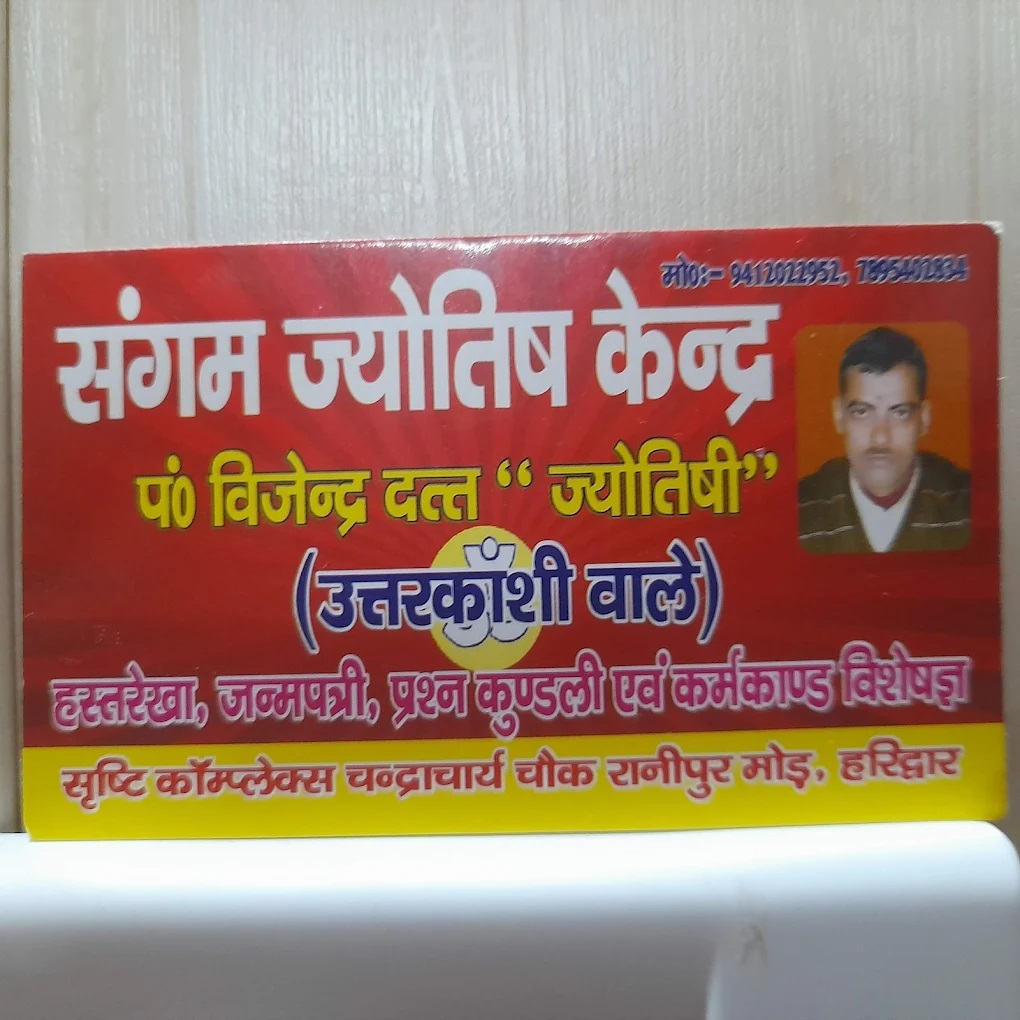 मो०:- 9412022952, 7895402834
संगम ज्योतिष केन्द्र
पं० विजेन्द्र दत्त “ ज्योतिषी”
(उत्तरकाँशी वाले)
हस्तरेखा, जन्मपत्री, प्रश्न कुण्डली एवं कर्मकाण्ड विशेषज्ञ
सृष्टि कॉम्प्लेक्स चन्द्राचार्य चौक रानीपुर मोड़, हरिद्वार